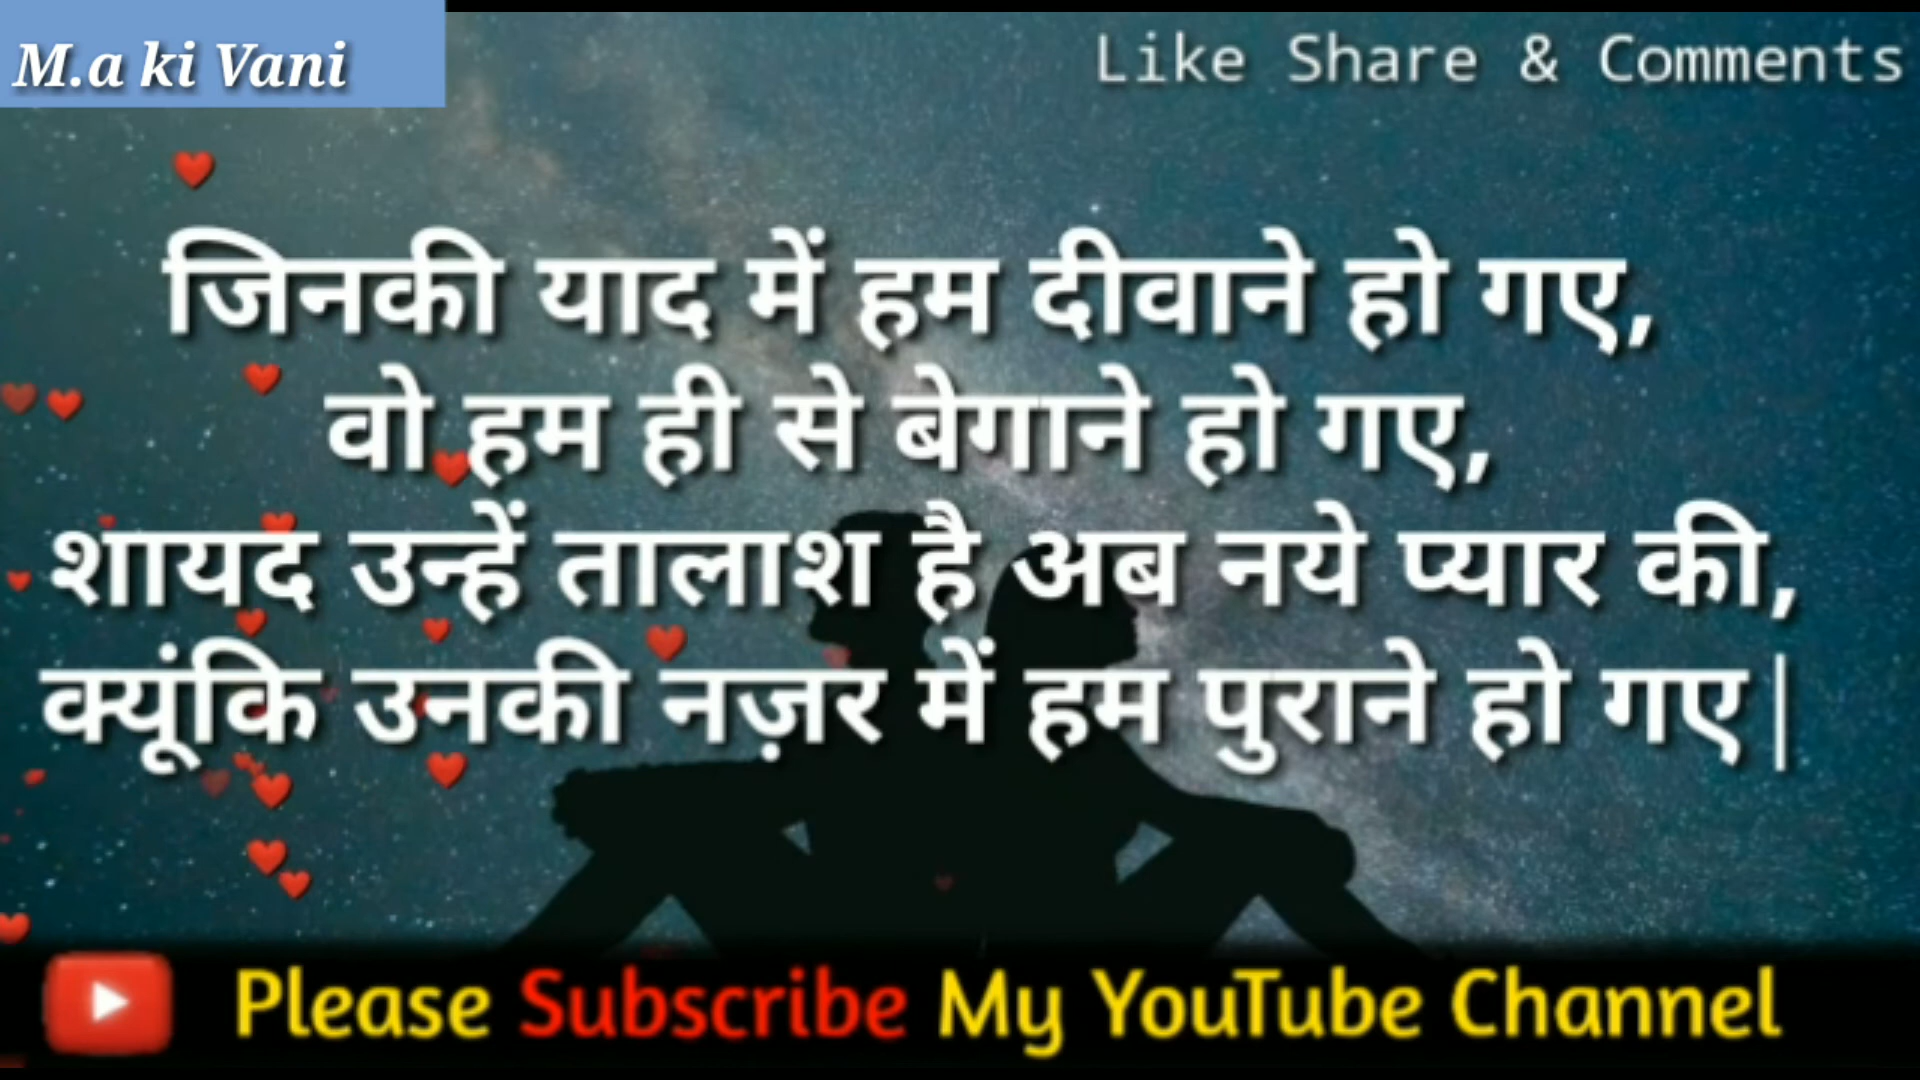 M.a ki Vani
Like Share & Comments
जिनकी याद में हम दीवाने हो गए,
वो हम ही से बेगाने हो गए,
शायद उन्हें तालाश है अब नये प्यार की,
क्यूंकि उनकी नज़र में हम पुराने हो गए|
Please Subscribe My YouTube Channel